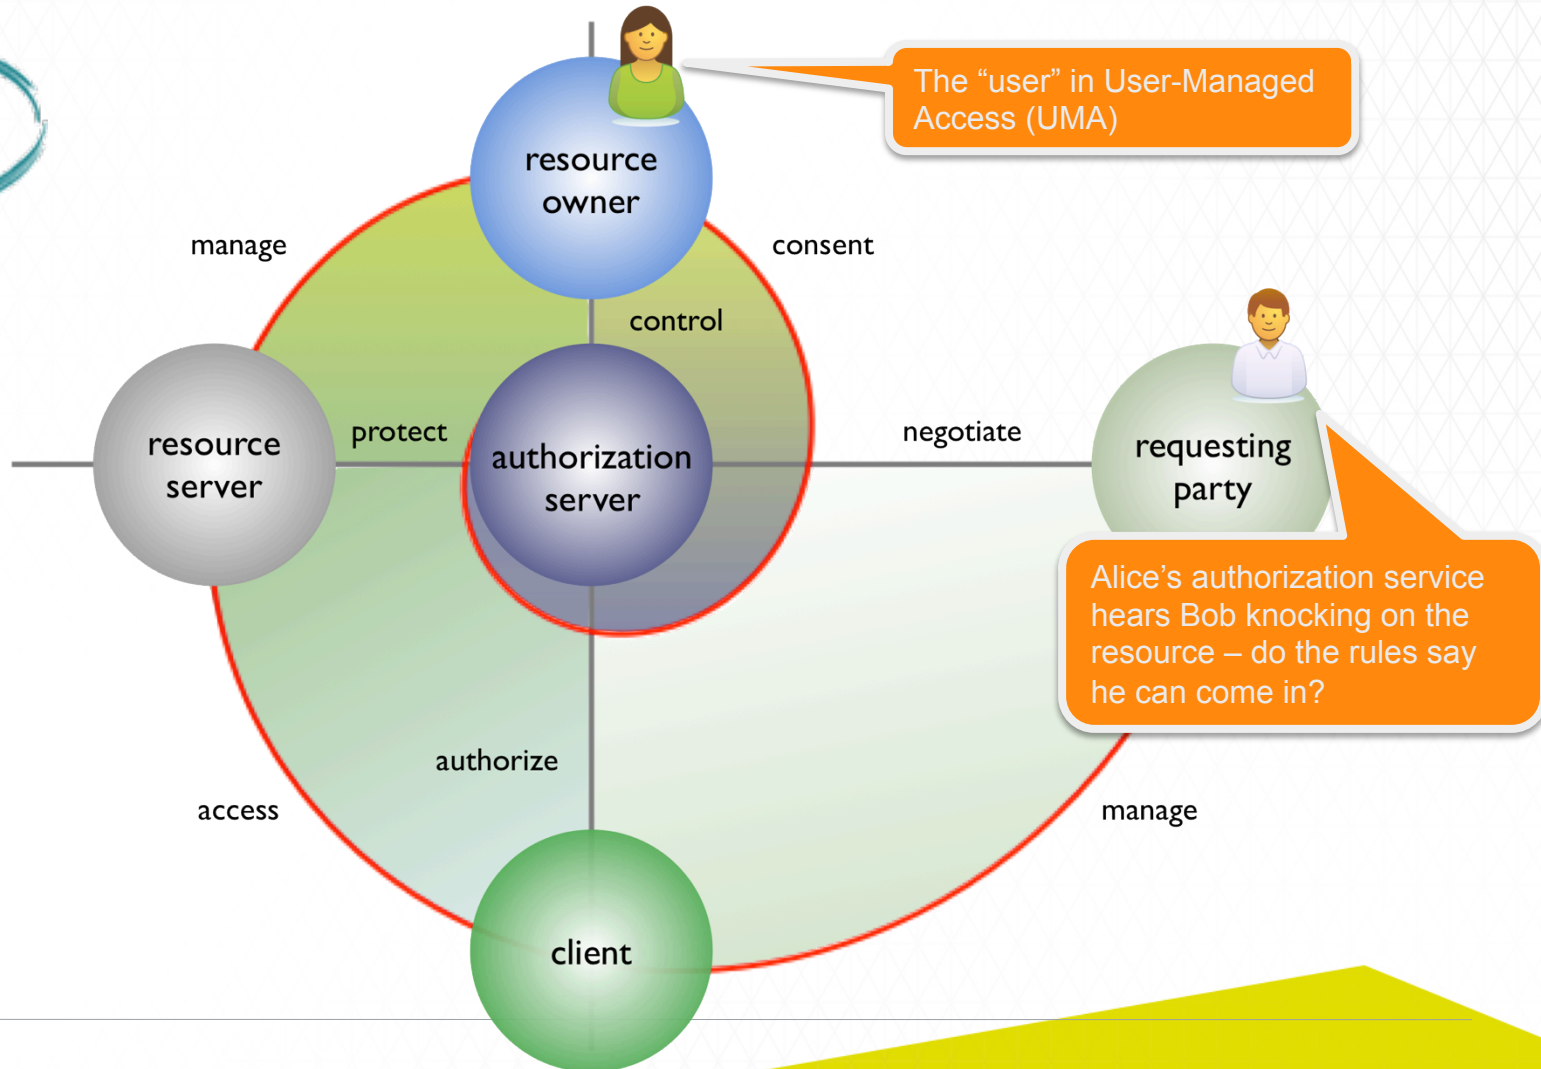 The “user” in User-Managed
Access (UMA)
resource
owner
manage
consent
control
resource
server
protect
authorization
server
negotiate
requesting
party
Alice’s authorization service
hears Bob knocking on the
resource – do the rules say
he can come in?
authorize
access
manage
client